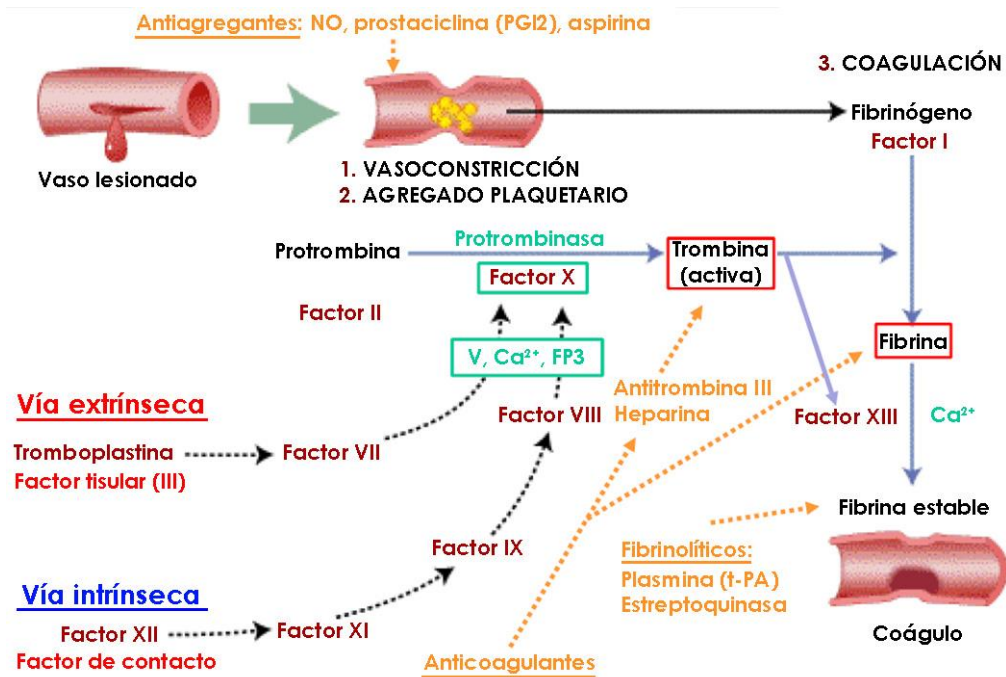 Antiagregantes: NO, prostaciclina (PGI2), aspirina
3. COAGULACIÓN
Fibrinógeno
Factor I
Vaso lesionado
1. VASOCONSTRICCIÓN
2. AGREGADO PLAQUETARIO
Protrombina
Protrombinasa
Trombina
(activa)
Factor X
Factor II
Fibrina
V, Ca²⁺, FP3
Antitrombina III
Heparina
Factor VIII
Factor XIII
Ca²⁺
Vía extrínseca
Tromboplastina
Factor VII
Factor tisular (III)
Fibrina estable
Factor IX
Fibrinolíticos:
Plasmina (t-PA)
Estreptoquinasa
Vía intrínseca
Factor XII
Factor XI
Factor de contacto
Anticoagulantes
Coágulo